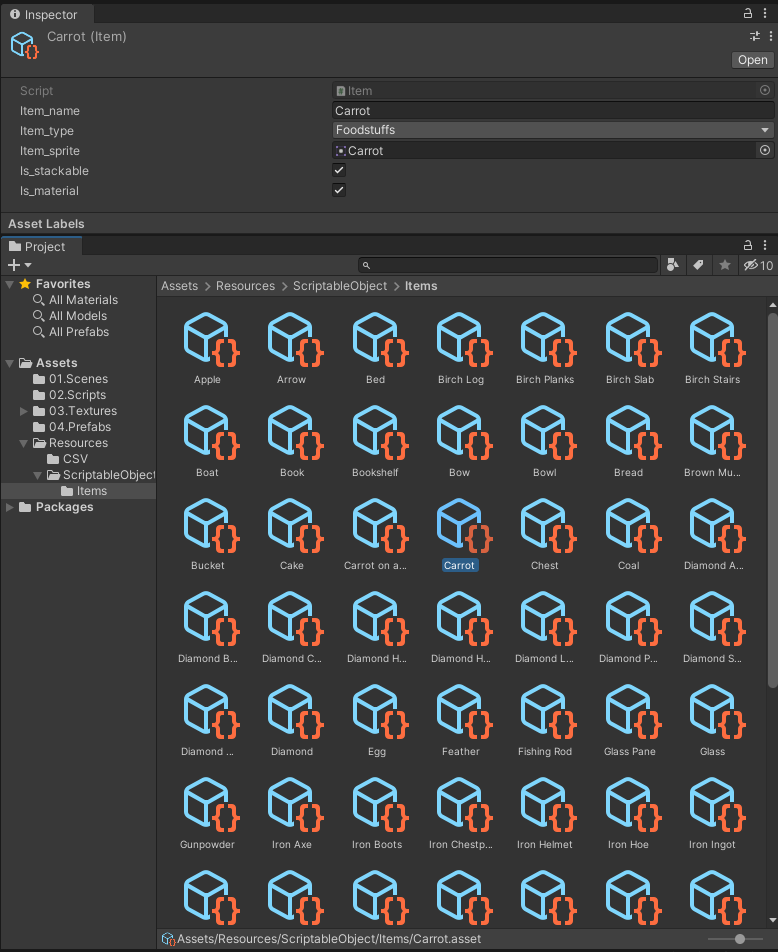 Inspector
Carrot (Item)
Open
Script Item
Item_name Carrot
Item_type Foodstuffs
Item_sprite Carrot
Is_stackable
Is_material
Asset Labels
Project
10
Favorites
All Materials
All Models
All Prefabs
Assets
01.Scenes
02.Scripts
03.Textures
04.Prefabs
Resources
CSV
ScriptableObject
Items
Packages
Assets > Resources > ScriptableObject > Items
Apple Arrow Bed Birch Log Birch Planks Birch Slab Birch Stairs
Boat Book Bookshelf Bow Bowl Bread Brown Mu...
Bucket Cake Carrot on a... Carrot Chest Coal Diamond A...
Diamond B... Diamond C... Diamond H... Diamond H... Diamond L... Diamond P... Diamond S...
Diamond ... Diamond Egg Feather Fishing Rod Glass Pane Glass
Gunpowder Iron Axe Iron Boots Iron Chestp... Iron Helmet Iron Hoe Iron Ingot
Assets/Resources/ScriptableObject/Items/Carrot.asset